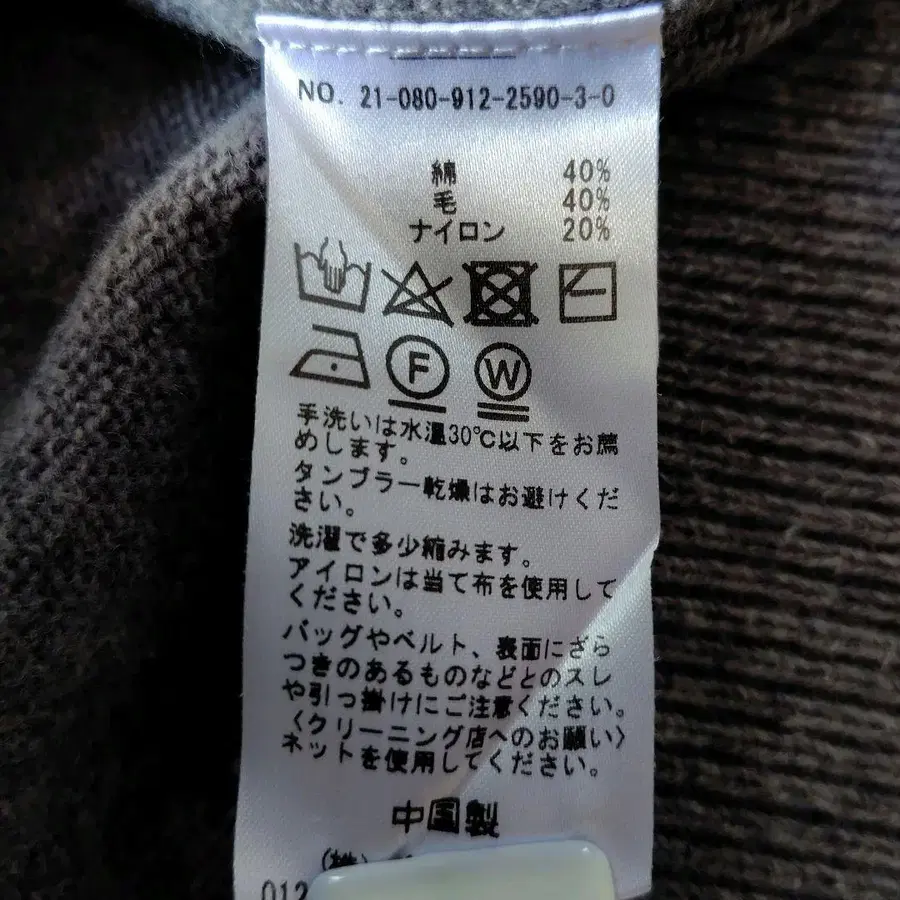 NO. 21-080-912-2590-3-0
綿 40%
毛 40%
ナイロン 20%
F W
手洗いは水温30℃以下をお薦
めします。
タンブラー乾燥はお避けくだ
さい。
洗濯で多少縮みます。
アイロンは当て布を使用して
ください。
バッグやベルト、表面にざら
つきのあるものなどとのスレ
や引っ掛けにご注意ください。
〈クリーニング店へのお願い〉
ネットを使用してください。
中国製
(株)
012